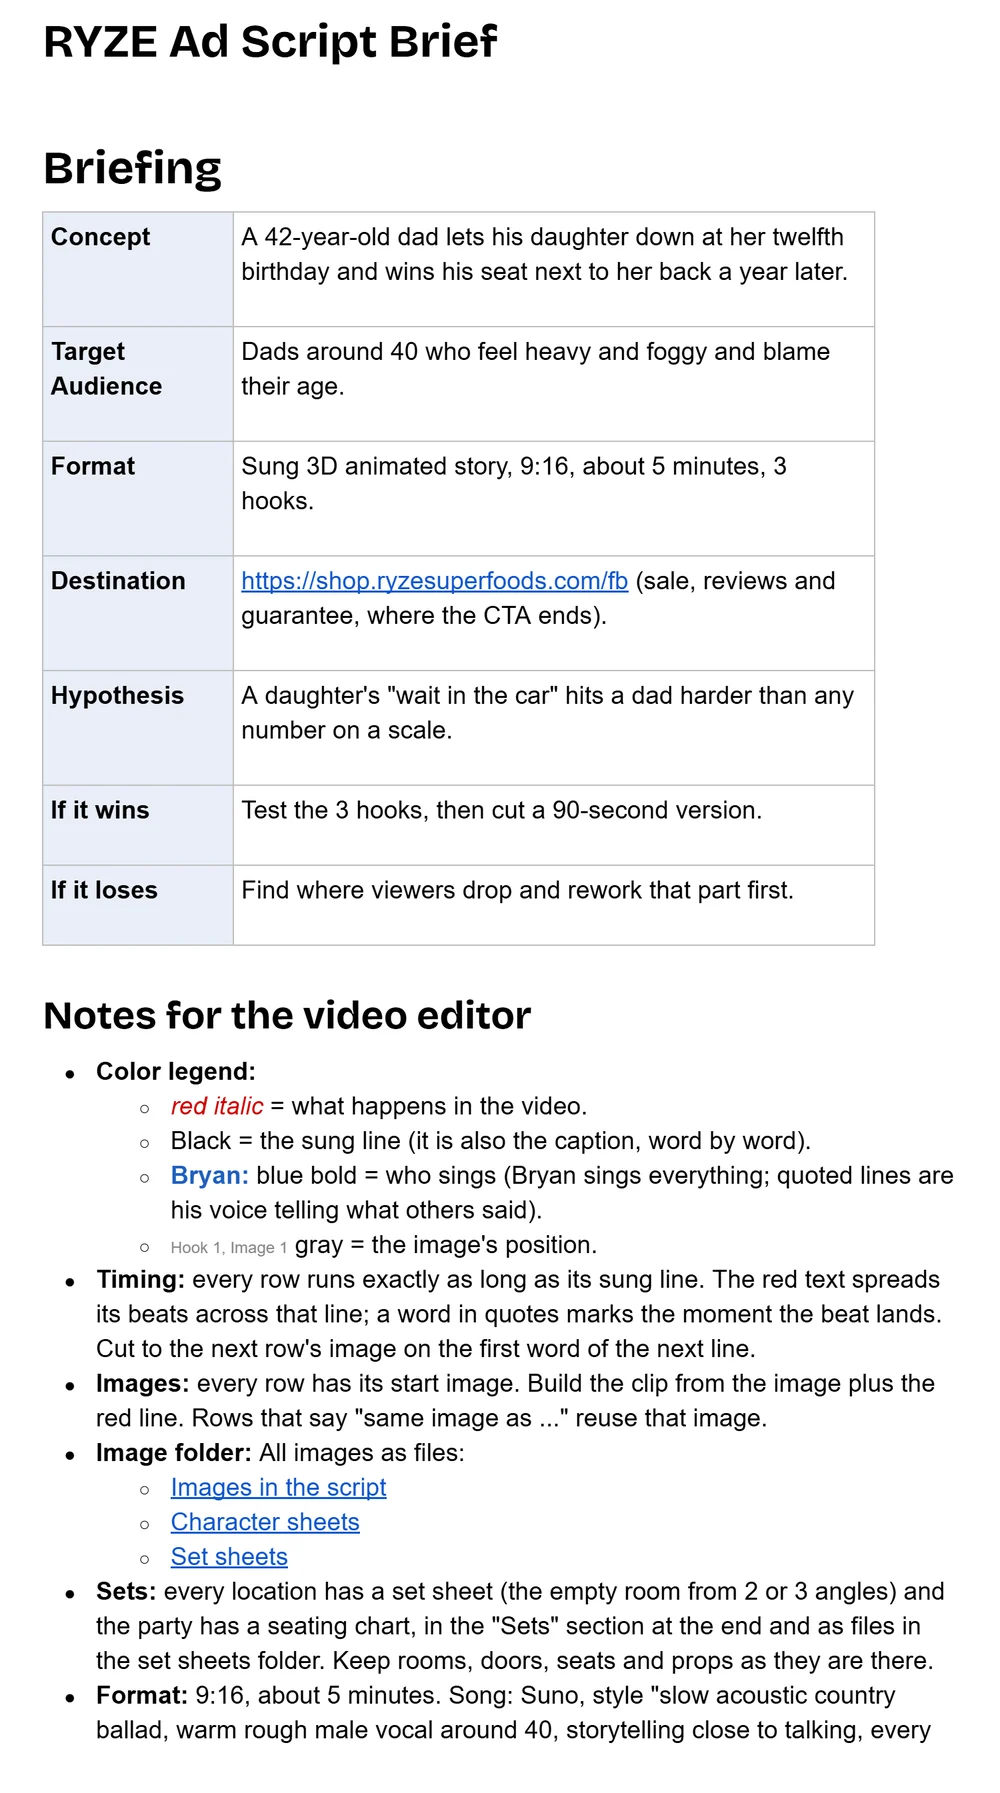 RYZE Ad Script Brief
Briefing
Concept
A 42-year-old dad lets his daughter down at her twelfth
birthday and wins his seat next to her back a year later.
Target
Audience
Dads around 40 who feel heavy and foggy and blame
their age.
Format
Sung 3D animated story, 9:16, about 5 minutes, 3
hooks.
Destination
https://shop.ryzesuperfoods.com/fb (sale, reviews and
guarantee, where the CTA ends).
Hypothesis
A daughter's "wait in the car" hits a dad harder than any
number on a scale.
If it wins
Test the 3 hooks, then cut a 90-second version.
If it loses
Find where viewers drop and rework that part first.
Notes for the video editor
● Color legend:
○ red italic = what happens in the video.
○ Black = the sung line (it is also the caption, word by word).
○ Bryan: blue bold = who sings (Bryan sings everything; quoted lines are
his voice telling what others said).
○ Hook 1, Image 1 gray = the image's position.
● Timing: every row runs exactly as long as its sung line. The red text spreads
its beats across that line; a word in quotes marks the moment the beat lands.
Cut to the next row's image on the first word of the next line.
● Images: every row has its start image. Build the clip from the image plus the
red line. Rows that say "same image as ..." reuse that image.
● Image folder: All images as files:
○ Images in the script
○ Character sheets
○ Set sheets
● Sets: every location has a set sheet (the empty room from 2 or 3 angles) and
the party has a seating chart, in the "Sets" section at the end and as files in
the set sheets folder. Keep rooms, doors, seats and props as they are there.
● Format: 9:16, about 5 minutes. Song: Suno, style "slow acoustic country
ballad, warm rough male vocal around 40, storytelling close to talking, every